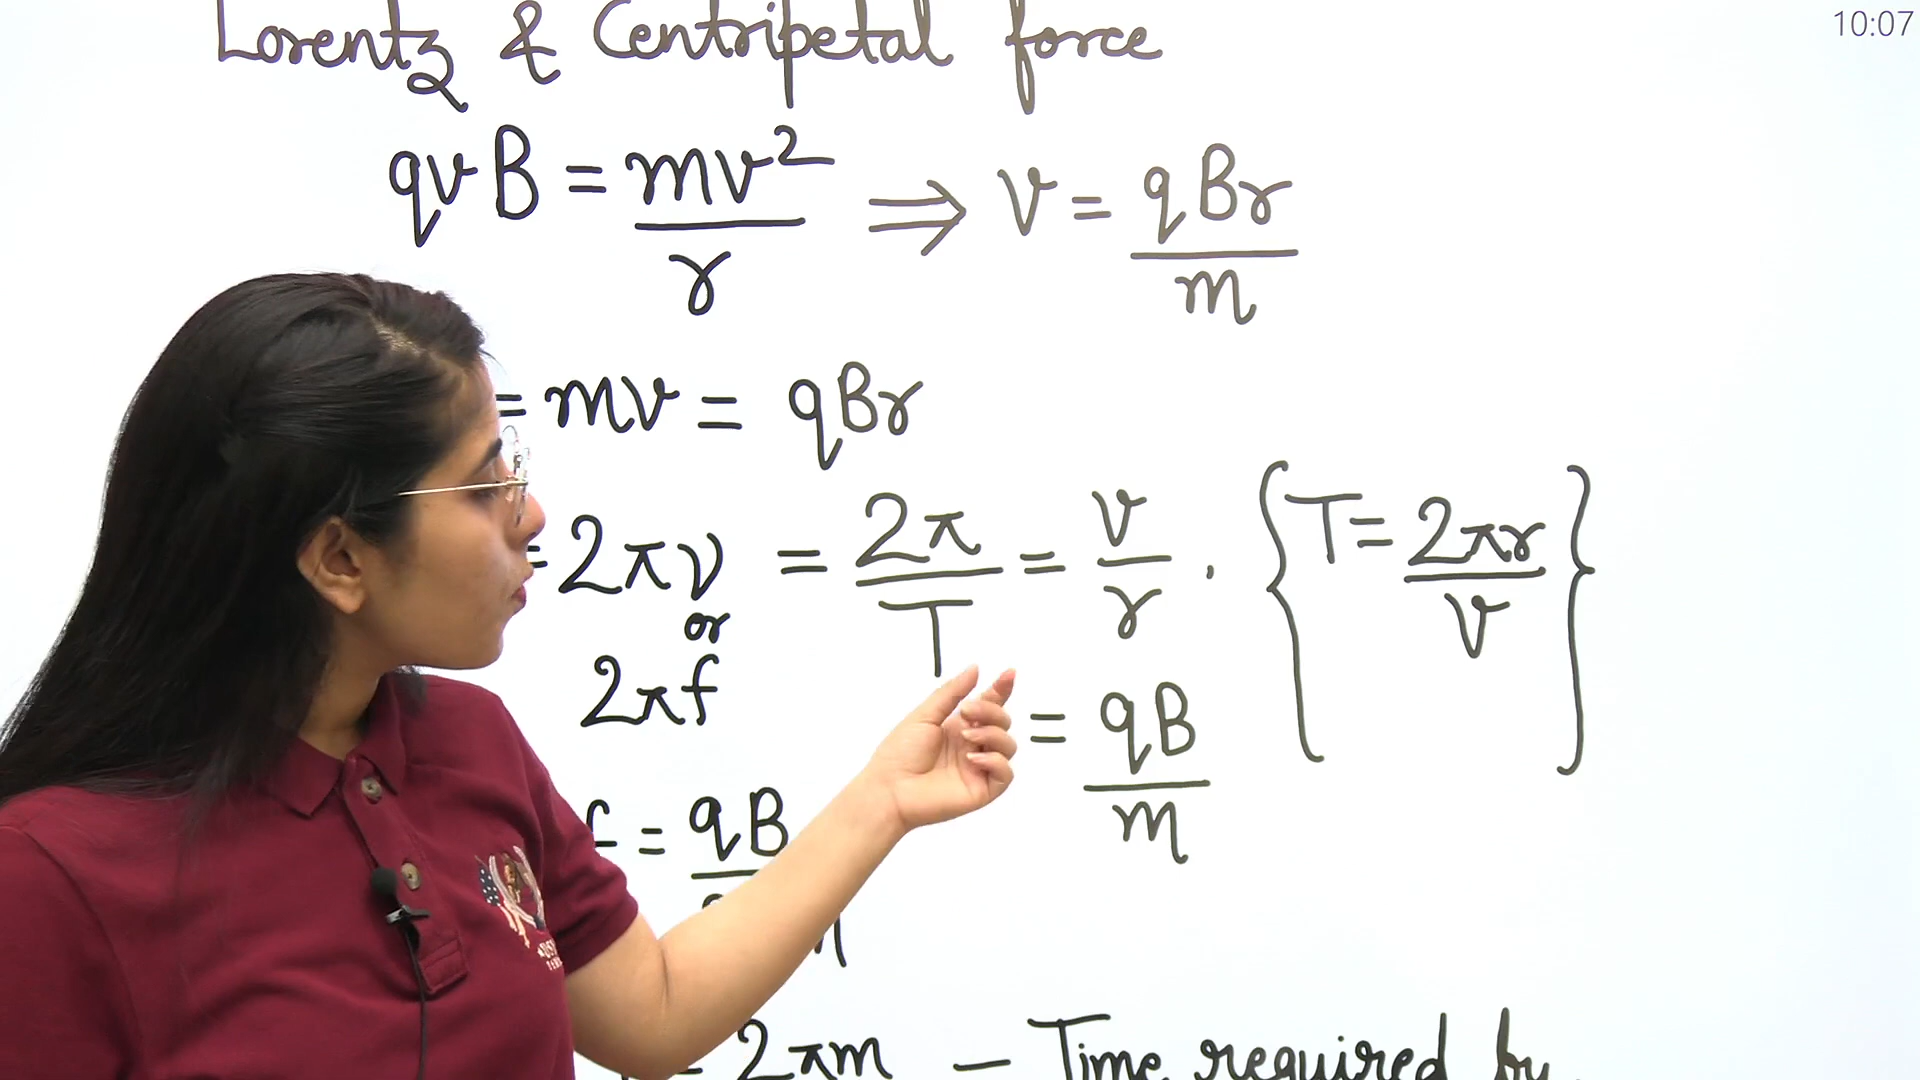 10:07
Lorentz & Centripetal force
qvB = mv²/r ⇒ v = qBr/m
= mv = qBr
= 2πν = 2π/T = v/r . {T = 2πr/v}
or
2πf = qB/m
f = qB
= 2πm – Time required by